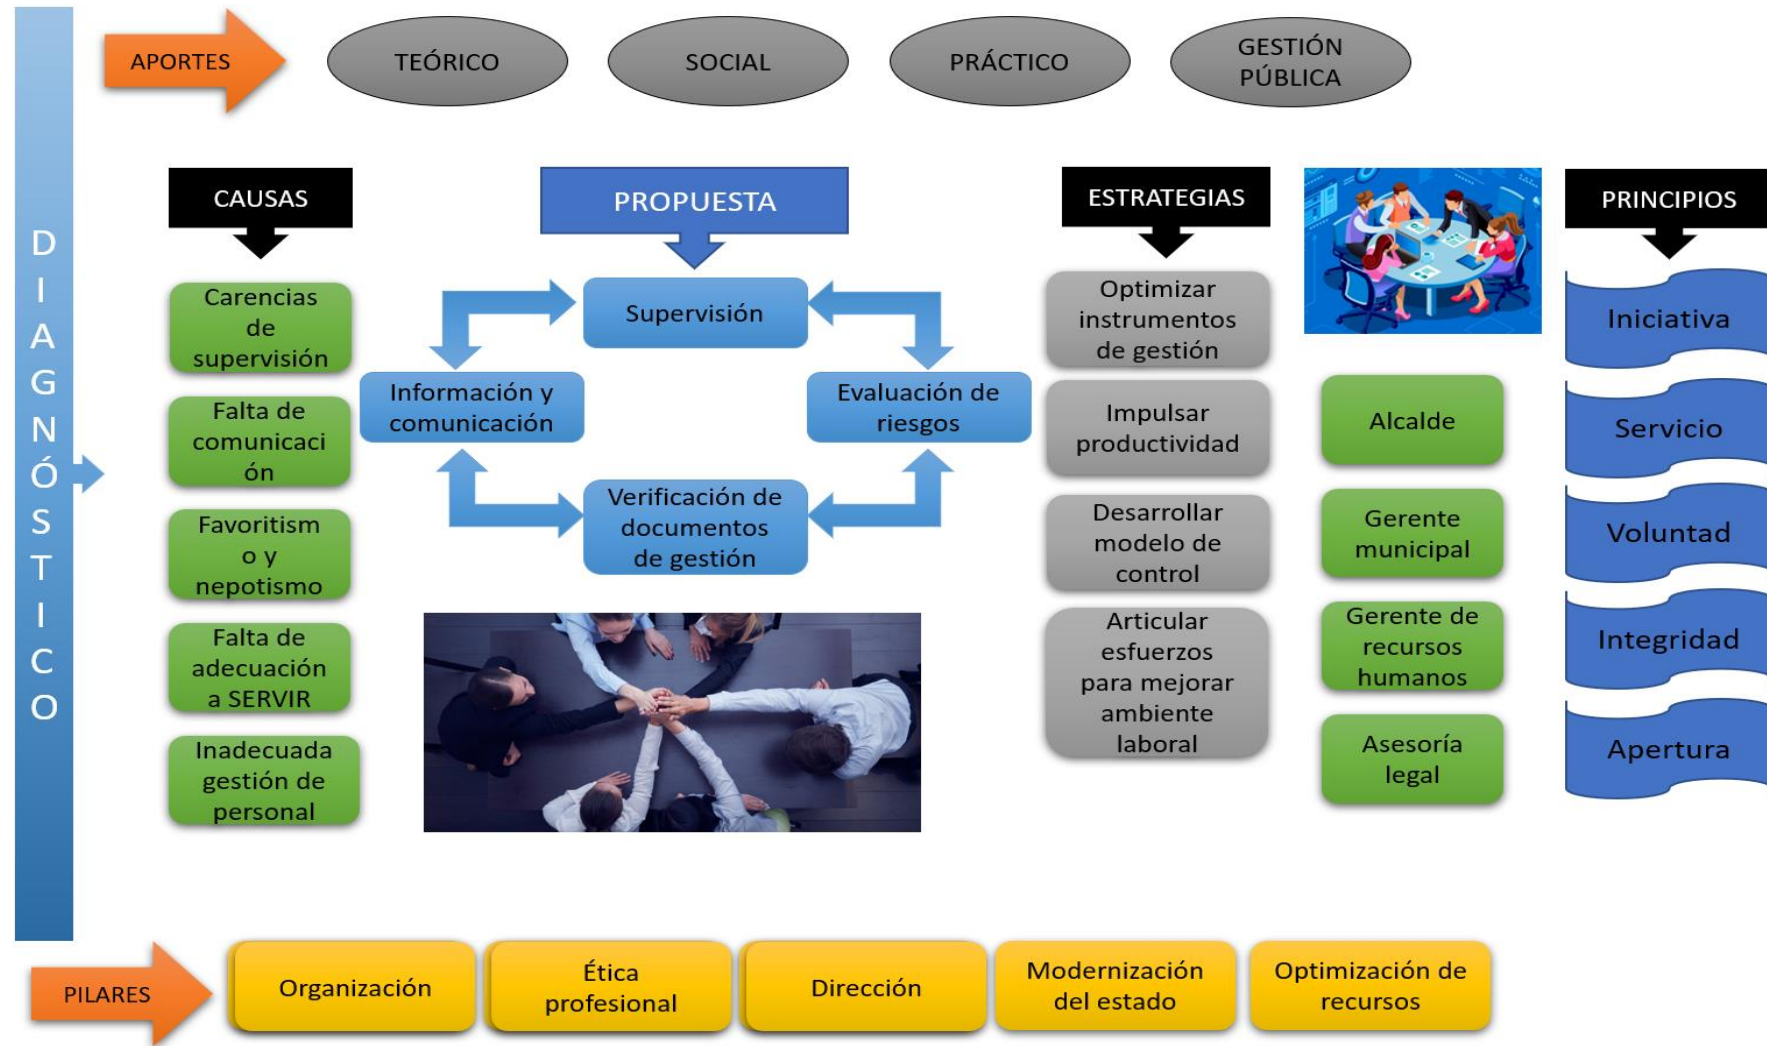 DIAGNÓSTICO
APORTES
TEÓRICO
SOCIAL
PRÁCTICO
GESTIÓN
PÚBLICA
CAUSAS
Carencias
de
supervisión
Falta de
comunicaci
ón
Favoritism
o y
nepotismo
Falta de
adecuación
a SERVIR
Inadecuada
gestión de
personal
PROPUESTA
Supervisión
Información y
comunicación
Evaluación de
riesgos
Verificación de
documentos
de gestión
ESTRATEGIAS
Optimizar
instrumentos
de gestión
Impulsar
productividad
Desarrollar
modelo de
control
Articular
esfuerzos
para mejorar
ambiente
laboral
Alcalde
Gerente
municipal
Gerente de
recursos
humanos
Asesoría
legal
PRINCIPIOS
Iniciativa
Servicio
Voluntad
Integridad
Apertura
PILARES
Organización
Ética
profesional
Dirección
Modernización
del estado
Optimización de
recursos